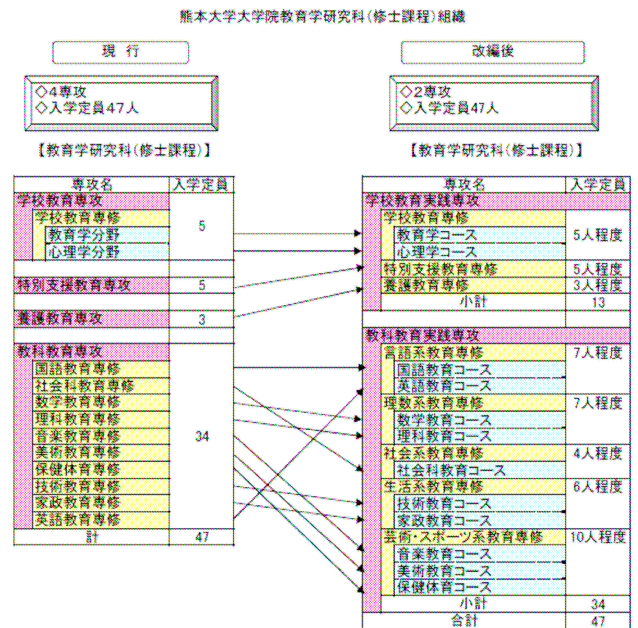 熊本大学大学院教育学研究科(修士課程)組織
現 行
◇4専攻
◇入学定員47人
【教育学研究科(修士課程)】
専攻名 入学定員
学校教育専攻
学校教育専修 5
教育学分野
心理学分野
特別支援教育専攻 5
養護教育専攻 3
教科教育専攻
国語教育専修
社会科教育専修
数学教育専修
理科教育専修
音楽教育専修 34
美術教育専修
保健体育専修
技術教育専修
家政教育専修
英語教育専修
計 47
改編後
◇2専攻
◇入学定員47人
【教育学研究科(修士課程)】
専攻名 入学定員
学校教育実践専攻
学校教育専修
教育学コース 5人程度
心理学コース
特別支援教育専修 5人程度
養護教育専修 3人程度
小計 13
教科教育実践専攻
言語系教育専修 7人程度
国語教育コース
英語教育コース
理数系教育専修 7人程度
数学教育コース
理科教育コース
社会系教育専修 4人程度
社会科教育コース
生活系教育専修 6人程度
技術教育コース
家政教育コース
芸術・スポーツ系教育専修 10人程度
音楽教育コース
美術教育コース
保健体育コース
小計 34
合計 47